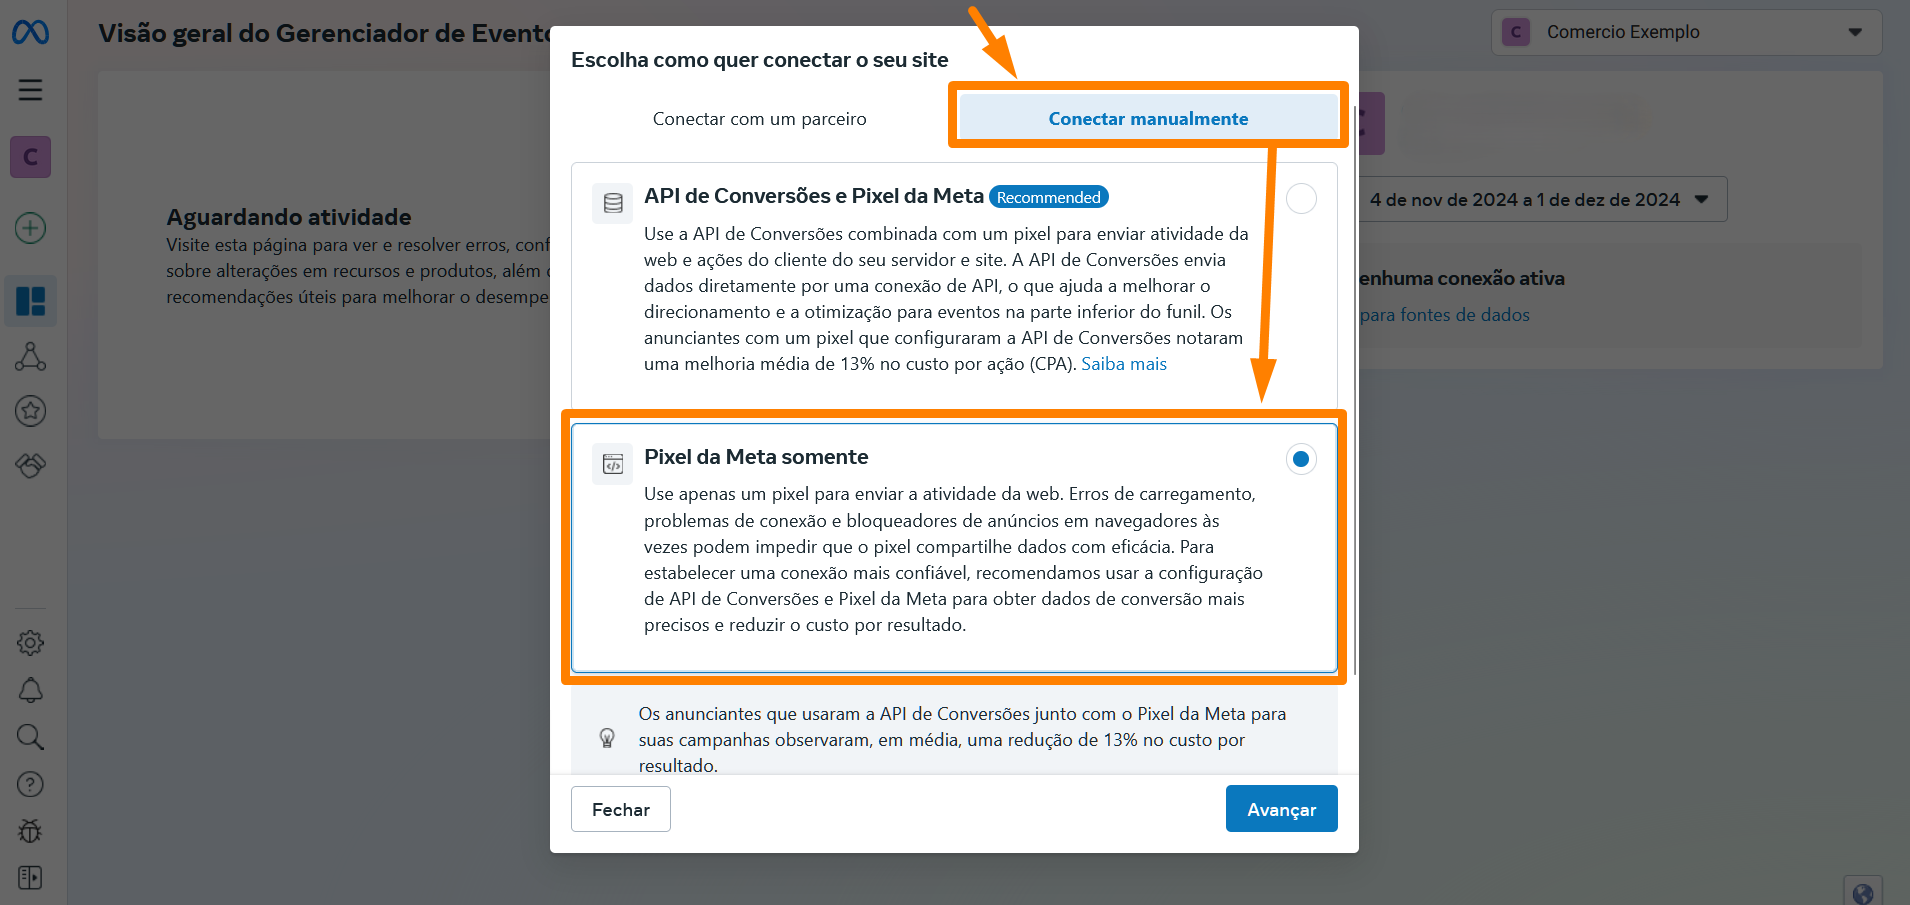 Visão geral do Gerenciador de Evento
C
Comercio Exemplo
C
Aguardando atividade
Visite esta página para ver e resolver erros, conf
sobre alterações em recursos e produtos, além
recomendações úteis para melhorar o desempe
Escolha como quer conectar o seu site
Conectar com um parceiro
Conectar manualmente
API de Conversões e Pixel da Meta Recommended
Use a API de Conversões combinada com um pixel para enviar atividade da
web e ações do cliente do seu servidor e site. A API de Conversões envia
dados diretamente por uma conexão de API, o que ajuda a melhorar o
direcionamento e a otimização para eventos na parte inferior do funil. Os
anunciantes com um pixel que configuraram a API de Conversões notaram
uma melhoria média de 13% no custo por ação (CPA). Saiba mais
Pixel da Meta somente
Use apenas um pixel para enviar a atividade da web. Erros de carregamento,
problemas de conexão e bloqueadores de anúncios em navegadores às
vezes podem impedir que o pixel compartilhe dados com eficácia. Para
estabelecer uma conexão mais confiável, recomendamos usar a configuração
de API de Conversões e Pixel da Meta para obter dados de conversão mais
precisos e reduzir o custo por resultado.
Os anunciantes que usaram a API de Conversões junto com o Pixel da Meta para
suas campanhas observaram, em média, uma redução de 13% no custo por
resultado.
Fechar
Avançar
4 de nov de 2024 a 1 de dez de 2024
enhuma conexão ativa
para fontes de dados